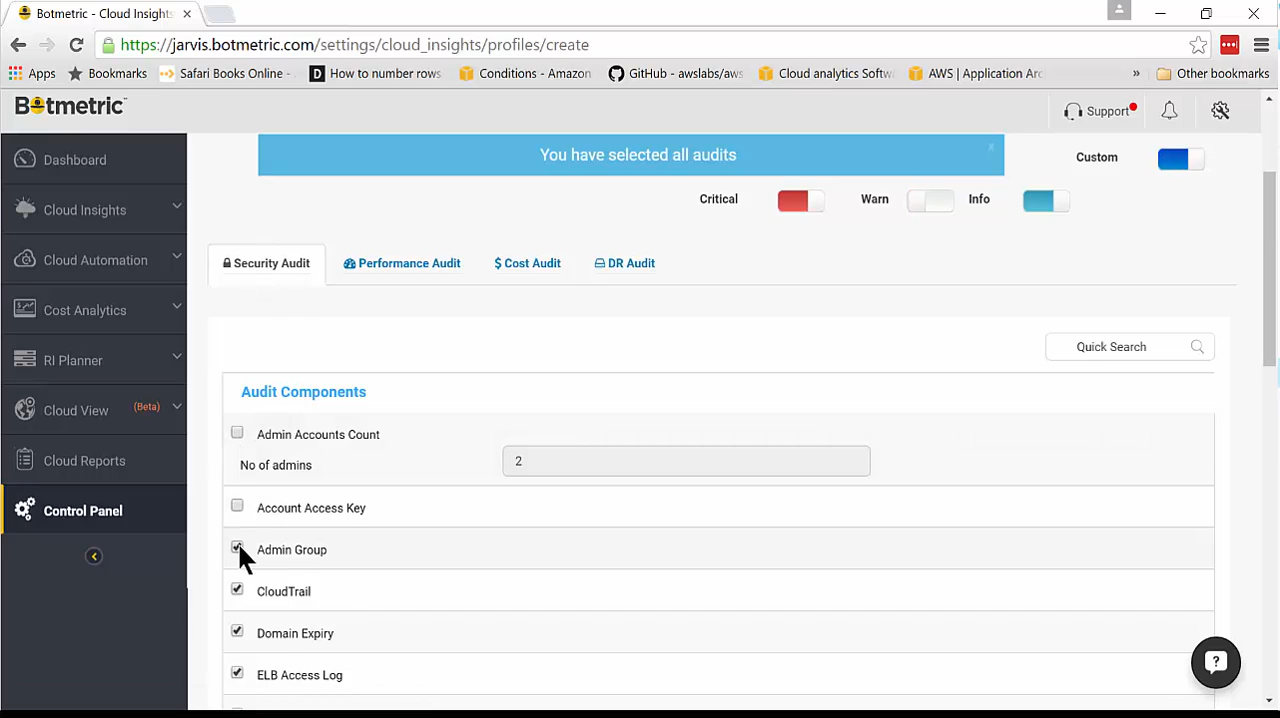 Botmetric - Cloud Insights
https://jarvis.botmetric.com/settings/cloud_insights/profiles/create
Apps Bookmarks Safari Books Online - How to number row Conditions - Amazon GitHub - awslabs/aws Cloud analytics Softw AWS | Application Arc » Other bookmarks
Botmetric
Support
You have selected all audits x
Custom
Critical Warn Info
Dashboard
Cloud Insights
Cloud Automation
Cost Analytics
RI Planner
Cloud View (Beta)
Cloud Reports
Control Panel
Security Audit Performance Audit $ Cost Audit DR Audit
Quick Search
Audit Components
Admin Accounts Count
No of admins 2
Account Access Key
Admin Group
CloudTrail
Domain Expiry
ELB Access Log